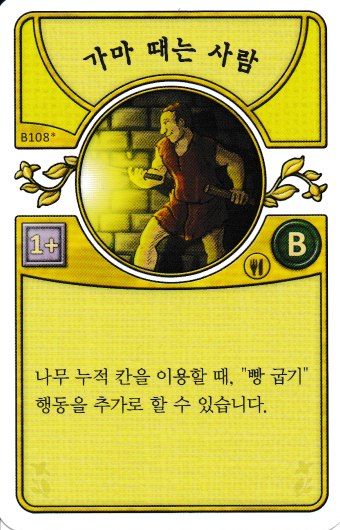 가마 때는 사람
B108*
1+
B
나무 누적 칸을 이용할 때, "빵 굽기"
행동을 추가로 할 수 있습니다.